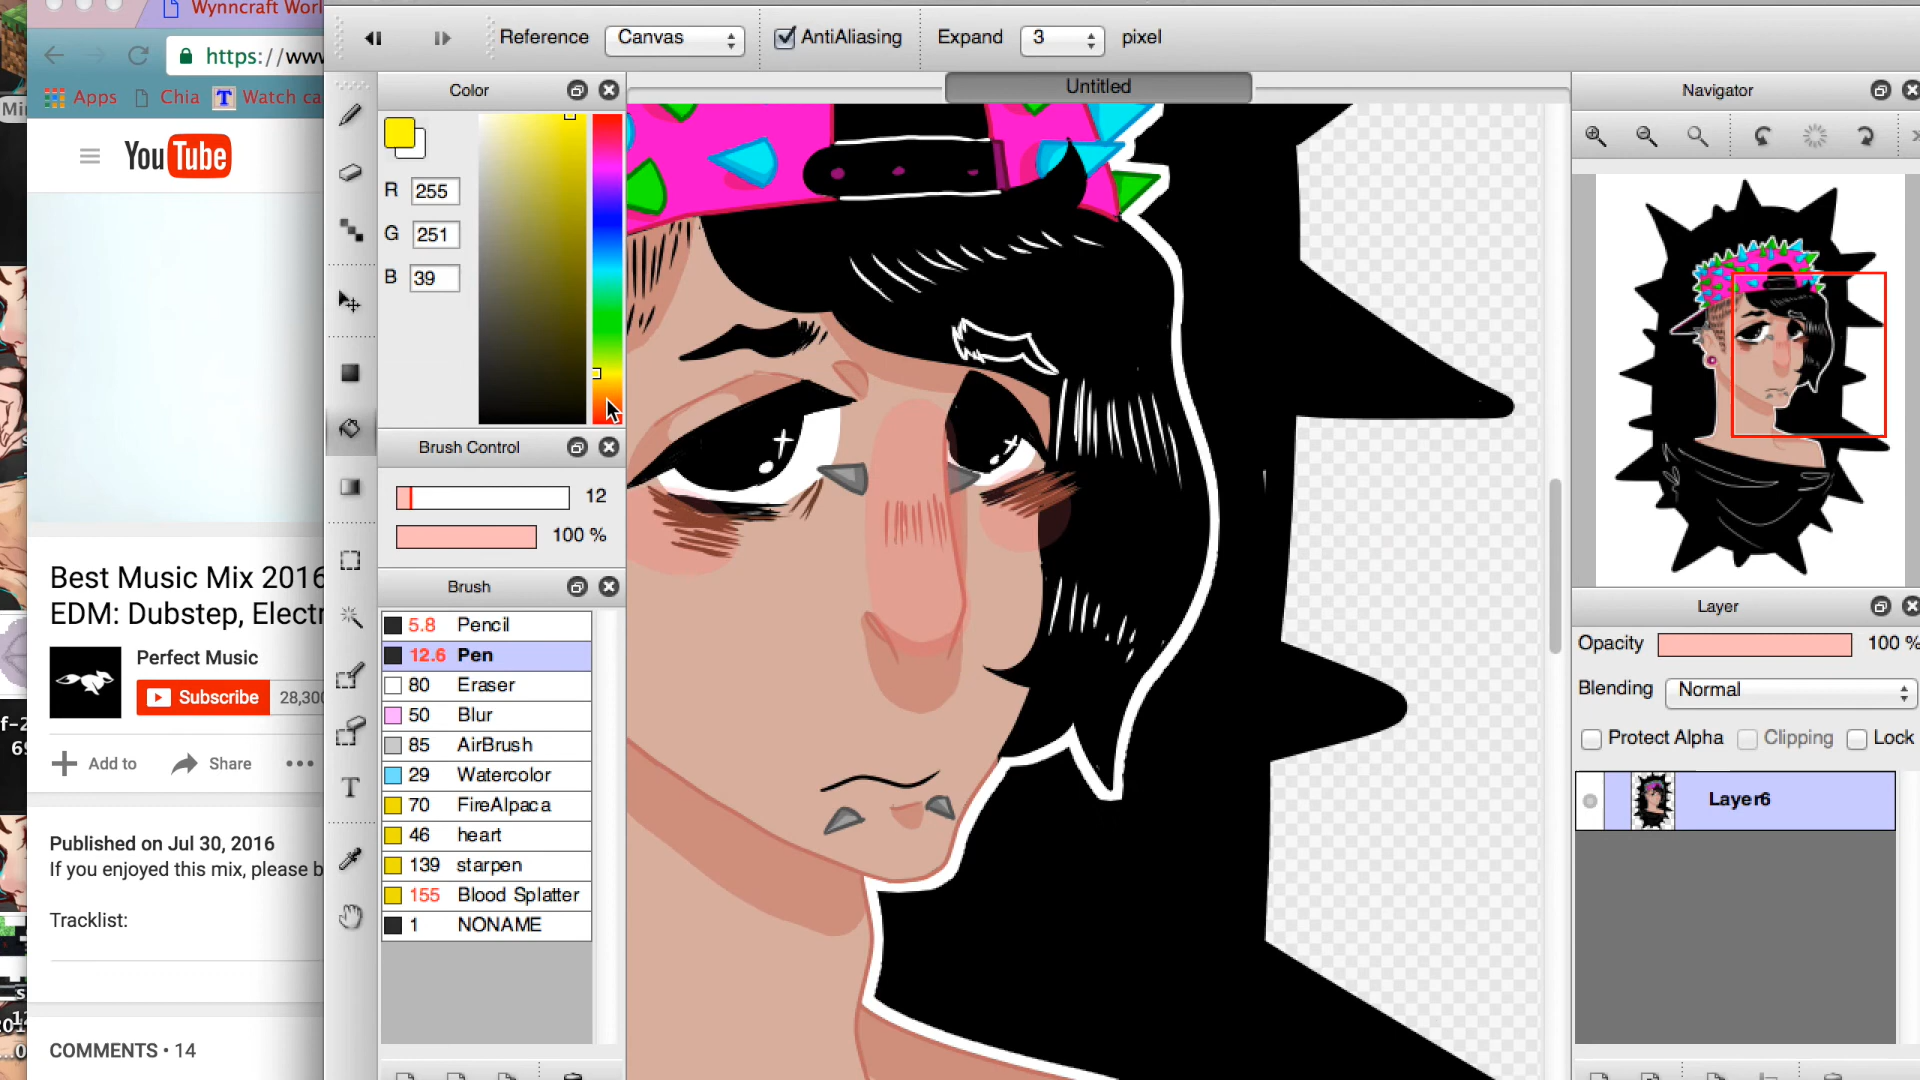 Wynncraft Worl
https://www
Apps
Chia
T
Watch ca
YouTube
Best Music Mix 2016
EDM: Dubstep, Electr
Perfect Music
Subscribe
28,300
Add to
Share
Published on Jul 30, 2016
If you enjoyed this mix, please b
Tracklist:
COMMENTS • 14
Reference
Canvas
AntiAliasing
Expand
3
pixel
Untitled
Color
R
255
G
251
B
39
Brush Control
12
100 %
Brush
5.8 Pencil
12.6 Pen
80 Eraser
50 Blur
85 AirBrush
29 Watercolor
70 FireAlpaca
46 heart
139 starpen
155 Blood Splatter
1 NONAME
T
Navigator
Layer
Opacity
100 %
Blending
Normal
Protect Alpha
Clipping
Lock
Layer6